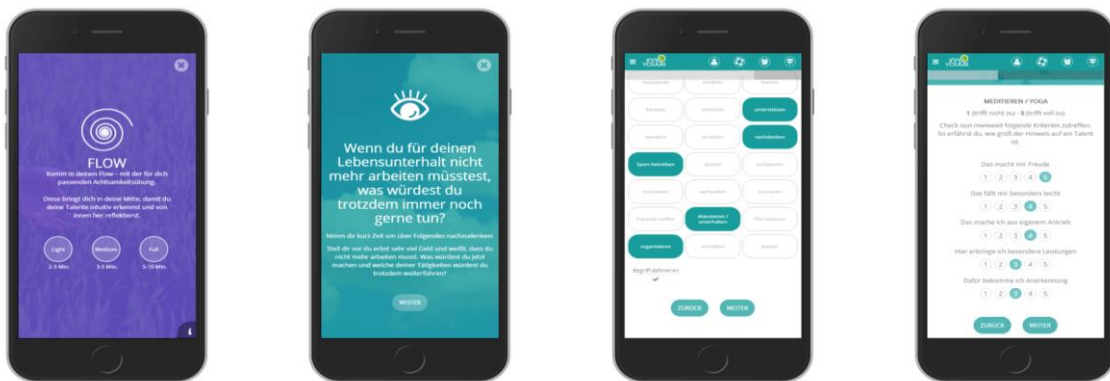 FLOW
Komm in deinen Flow – mit der für dich
passenden Achtsamkeitsübung.
Diese bringt dich in deine Mitte, damit du
deine Talente intuitiv erkennst und von
innen her reflektierst.
Light Medium Full
2-3 Min. 3-5 Min. 5-10 Min.
Wenn du für deinen
Lebensunterhalt nicht
mehr arbeiten müsstest,
was würdest du
trotzdem immer noch
gerne tun?
Nimm dir kurz Zeit um über Folgendes nachzudenken:
Stell dir vor du erbst sehr viel Geld und weißt, dass du
nicht mehr arbeiten musst. Was würdest du jetzt
machen und welche deiner Tätigkeiten würdest du
trotzdem weiterführen?
WEITER
unterstützen
wandern nachdenken
Sport betreiben
Freunde treffen diskutieren / Film schauen
unterhalten
organisieren schreiben
Begriff definieren
ZURÜCK WEITER
MEDITIEREN / YOGA
1 (trifft nicht zu) - 5 (trifft voll zu)
Check nun inwieweit folgende Kriterien zutreffen.
So erfährst du, wie groß der Hinweis auf ein Talent
ist.
Das macht mir Freude
1 2 3 4 5
Das fällt mir besonders leicht
1 2 3 4 5
Das mache ich aus eigenem Antrieb
1 2 3 4 5
Hier erbringe ich besondere Leistungen
1 2 3 4 5
Dafür bekomme ich Anerkennung
1 2 3 4 5
ZURÜCK WEITER